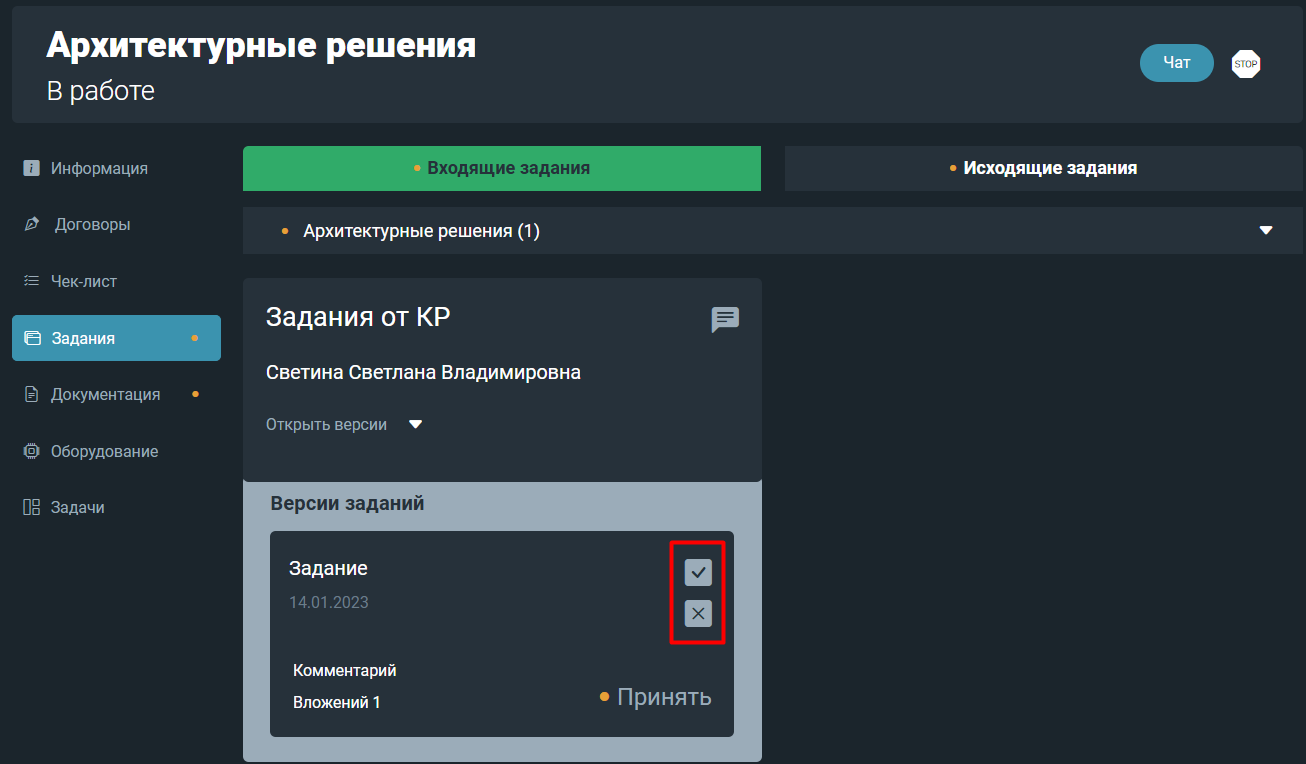 Архитектурные решения
В работе
Чат
STOP
Информация
Договоры
Чек-лист
Задания
Документация
Оборудование
Задачи
Входящие задания
Исходящие задания
Архитектурные решения (1)
Задания от КР
Светина Светлана Владимировна
Открыть версии
Версии заданий
Задание
14.01.2023
Комментарий
Вложений 1
Принять